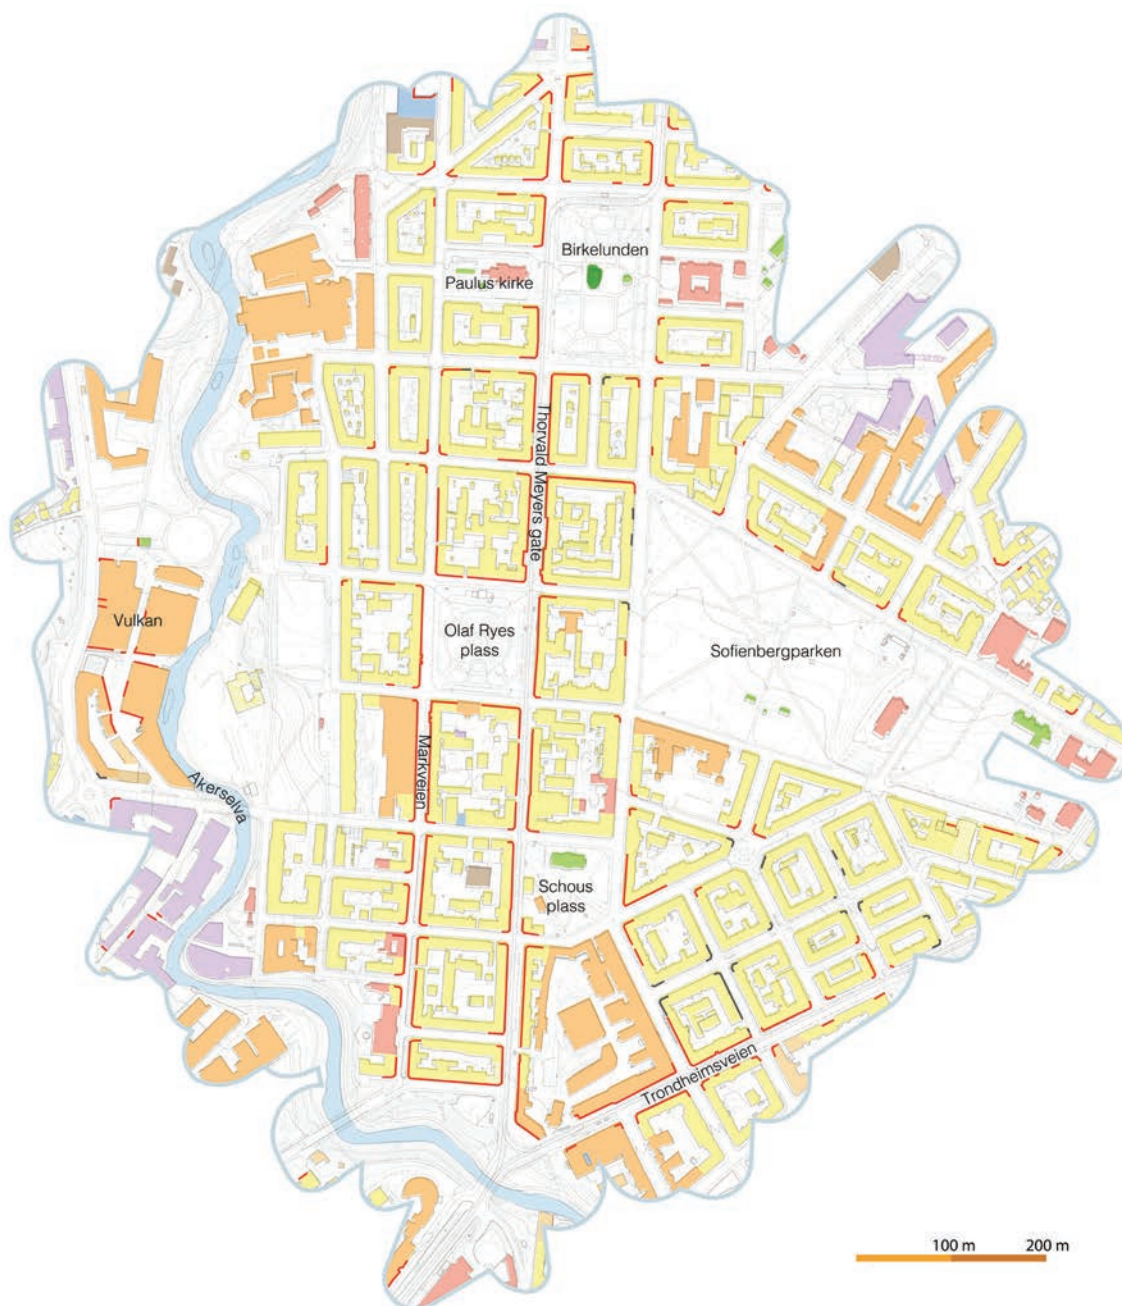 Birkelunden
Paulus kirke
Thorvald Meyers gate
Vulkan
Olaf Ryes
plass
Sofienbergparken
Markveien
Akerselva
Schous
plass
Trondheimsveien
100 m
200 m